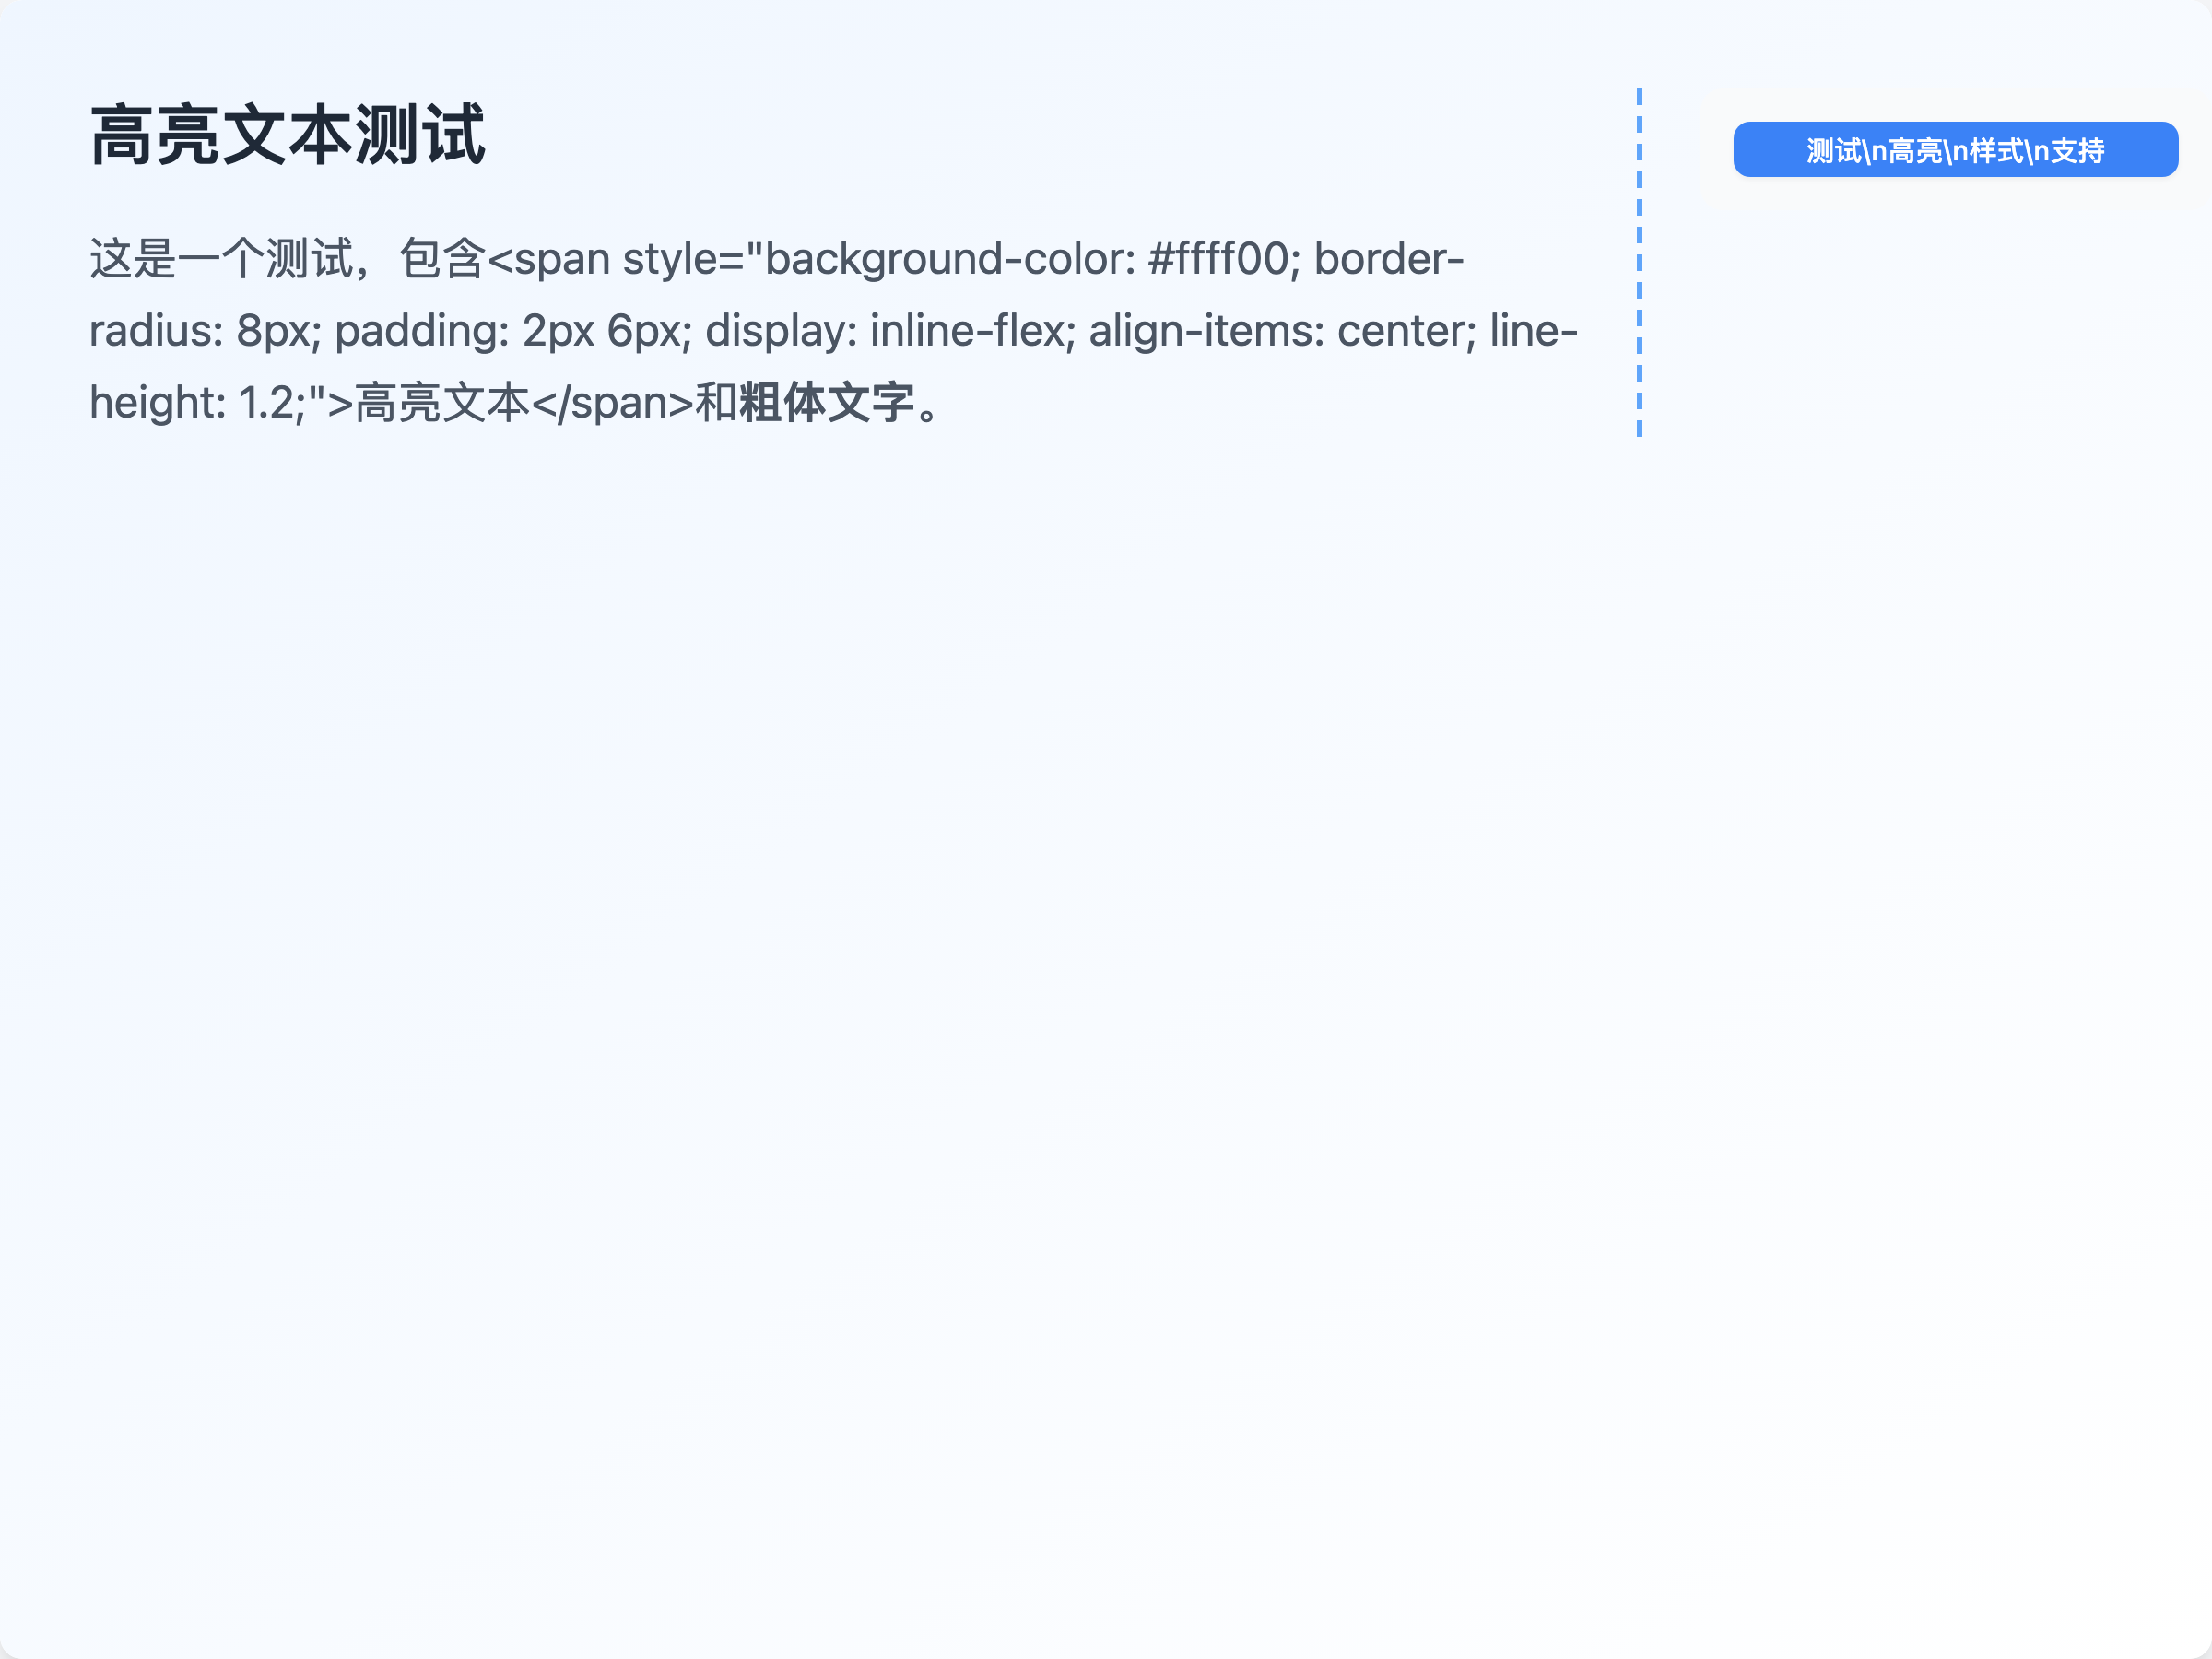 高亮文本测试
这是一个测试，包含<span style="background-color: #ffff00; border-
radius: 8px; padding: 2px 6px; display: inline-flex; align-items: center; line-
height: 1.2;">高亮文本</span>和粗体文字。
测试\n高亮\n样式\n支持